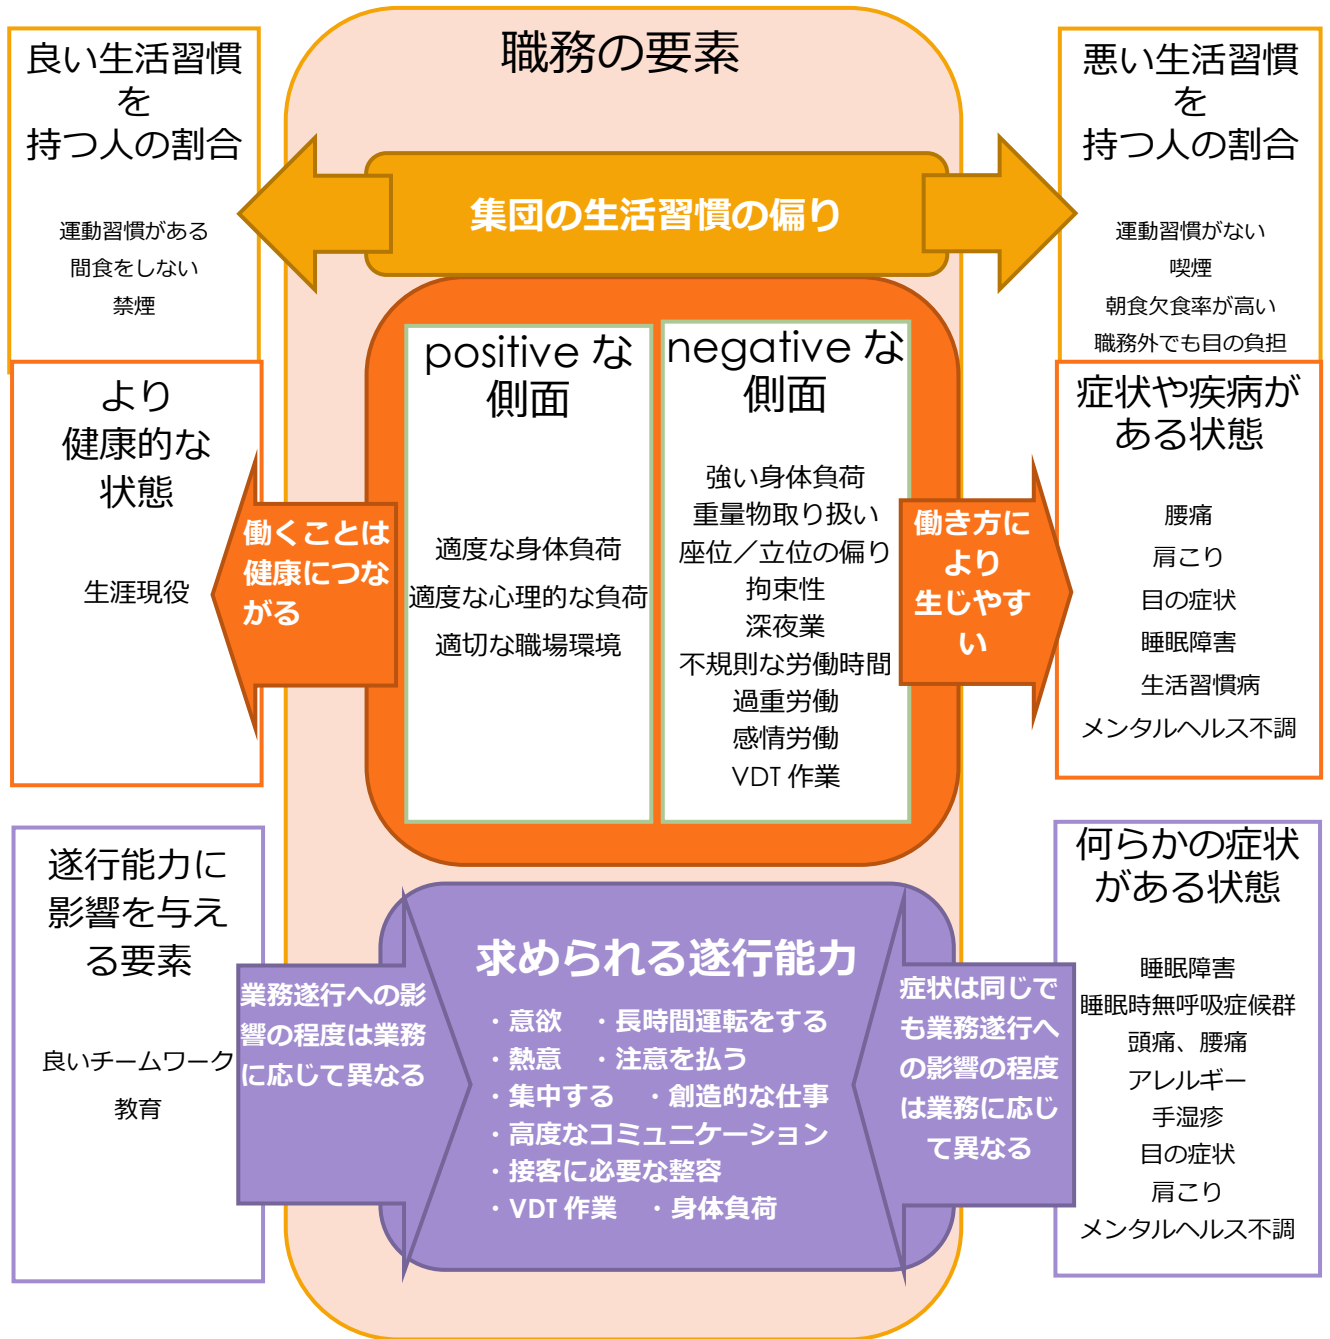 職務の要素
良い生活習慣
を
持つ人の割合
運動習慣がある
間食をしない
禁煙
集団の生活習慣の偏り
悪い生活習慣
を
持つ人の割合
運動習慣がない
喫煙
朝食欠食率が高い
職務外でも目の負担
より
健康的な
状態
生涯現役
働くことは
健康につな
がる
positive な
側面
適度な身体負荷
適度な心理的な負荷
適切な職場環境
negative な
側面
強い身体負荷
重量物取り扱い
座位／立位の偏り
拘束性
深夜業
不規則な労働時間
過重労働
感情労働
VDT 作業
働き方に
より
生じやす
い
症状や疾病が
ある状態
腰痛
肩こり
目の症状
睡眠障害
生活習慣病
メンタルヘルス不調
遂行能力に
影響を与え
る要素
良いチームワーク
教育
業務遂行への影
響の程度は業務
に応じて異なる
求められる遂行能力
・意欲　・長時間運転をする
・熱意　・注意を払う
・集中する　・創造的な仕事
・高度なコミュニケーション
・接客に必要な整容
・VDT 作業　・身体負荷
症状は同じで
も業務遂行へ
の影響の程度
は業務に応じ
て異なる
何らかの症状
がある状態
睡眠障害
睡眠時無呼吸症候群
頭痛、腰痛
アレルギー
手湿疹
目の症状
肩こり
メンタルヘルス不調